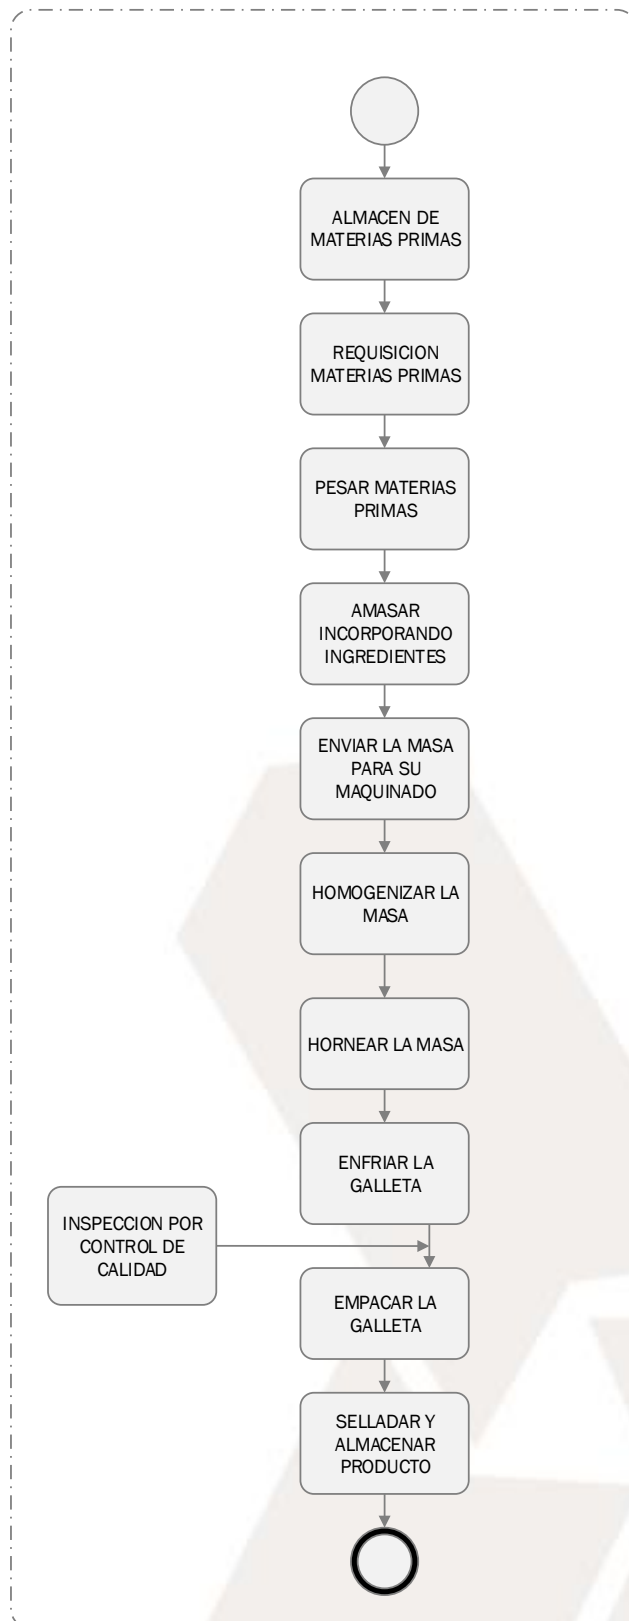 ALMACEN DE
MATERIAS PRIMAS
REQUISICION
MATERIAS PRIMAS
PESAR MATERIAS
PRIMAS
AMASAR
INCORPORANDO
INGREDIENTES
ENVIAR LA MASA
PARA SU
MAQUINADO
HOMOGENIZAR LA
MASA
HORNEAR LA MASA
ENFRIAR LA
GALLETA
INSPECCION POR
CONTROL DE
CALIDAD
EMPACAR LA
GALLETA
SELLADAR Y
ALMACENAR
PRODUCTO